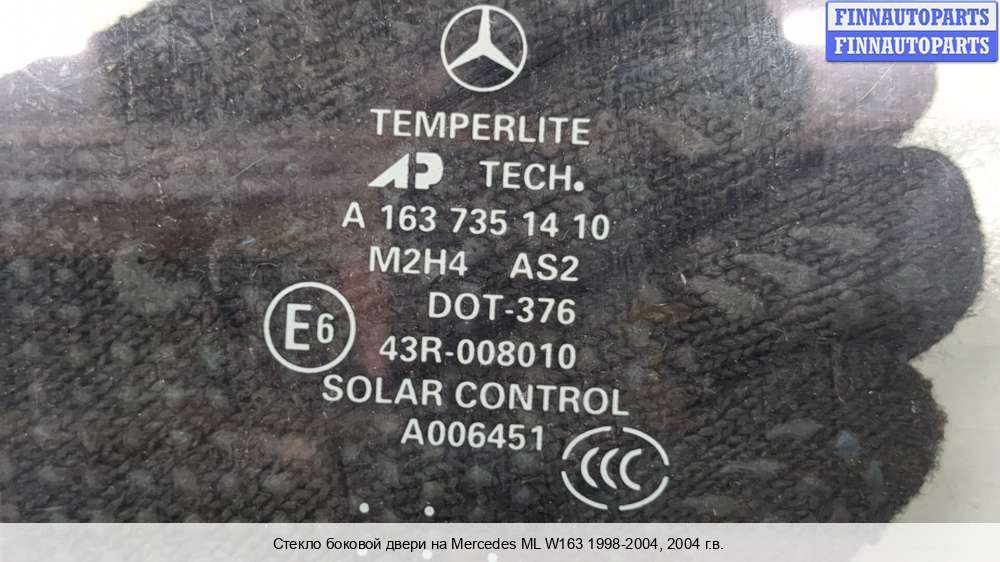 FINNAUTOPARTS
FINNAUTOPARTS
TEMPERLITE
AP TECH.
A 163 735 14 10
M2H4 AS2
DOT-376
E6
43R-008010
SOLAR CONTROL
A006451
CCC
Стекло боковой двери на Mercedes ML W163 1998-2004, 2004 г.в.